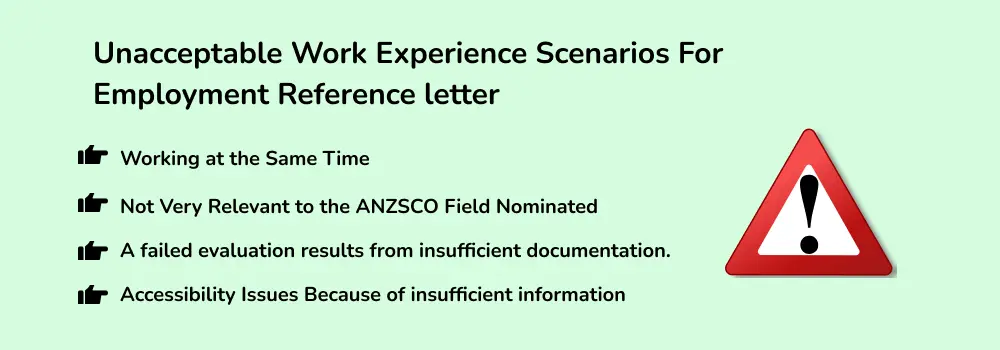 Unacceptable Work Experience Scenarios For
Employment Reference letter
Working at the Same Time
Not Very Relevant to the ANZSCO Field Nominated
A failed evaluation results from insufficient documentation.
Accessibility Issues Because of insufficient information